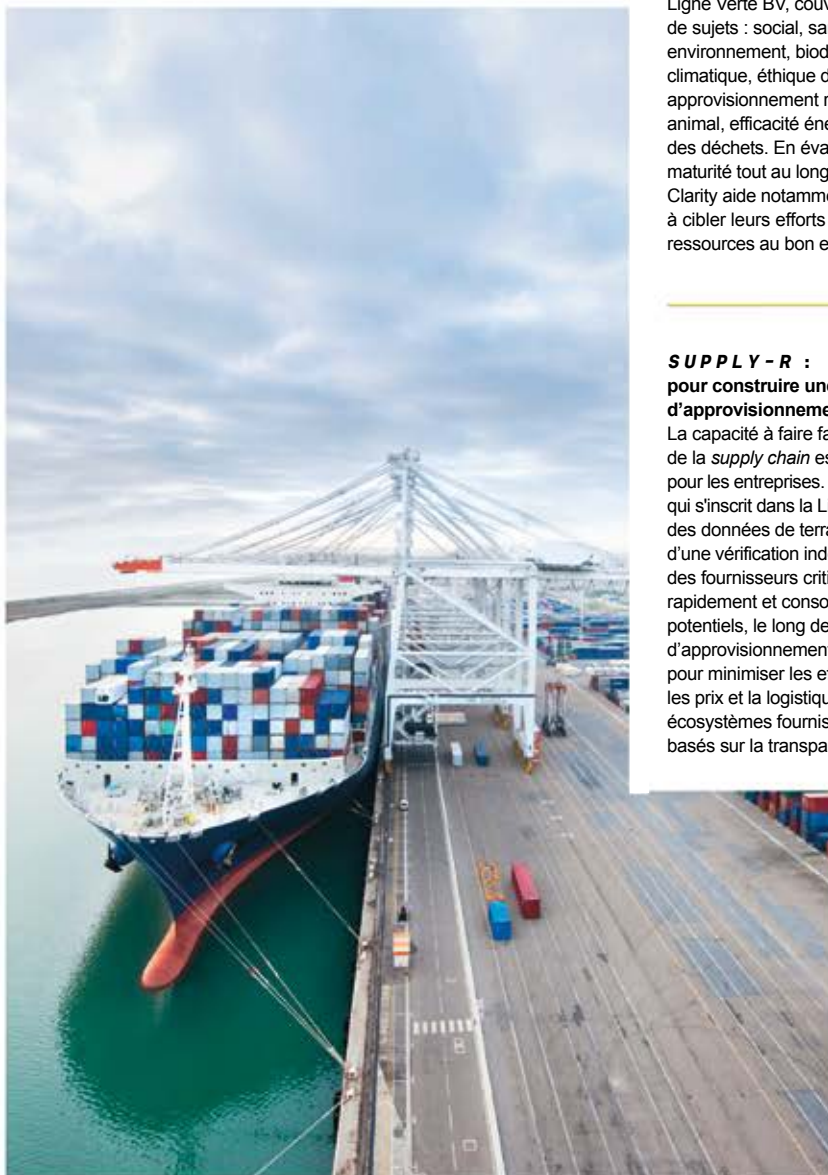 Ligne Verte BV, couv
de sujets : social, sa
environnement, biod
climatique, éthique d
approvisionnement r
animal, efficacité éne
des déchets. En éva
maturité tout au long
Clarity aide notamme
à cibler leurs efforts
ressources au bon e
SUPPLY-R :
pour construire une
d’approvisionneme
La capacité à faire fa
de la supply chain es
pour les entreprises.
qui s'inscrit dans la Li
des données de terra
d’une vérification ind
des fournisseurs criti
rapidement et conso
potentiels, le long de
d’approvisionnement
pour minimiser les e
les prix et la logistiqu
écosystèmes fournis
basés sur la transpa